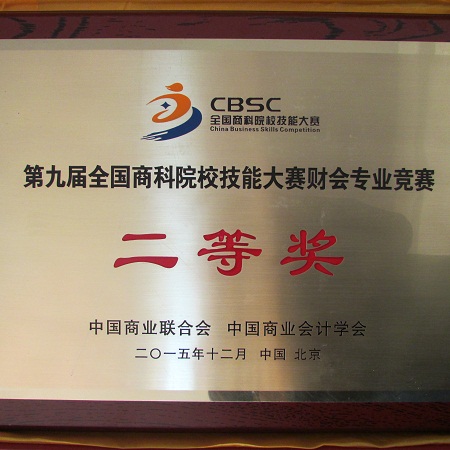 CBSC
全国商科院校技能大赛
China Business Skills Competition
第九届全国商科院校技能大赛财会专业竞赛
二等奖
中国商业联合会 中国商业会计学会
二〇一五年十二月 中国 北京